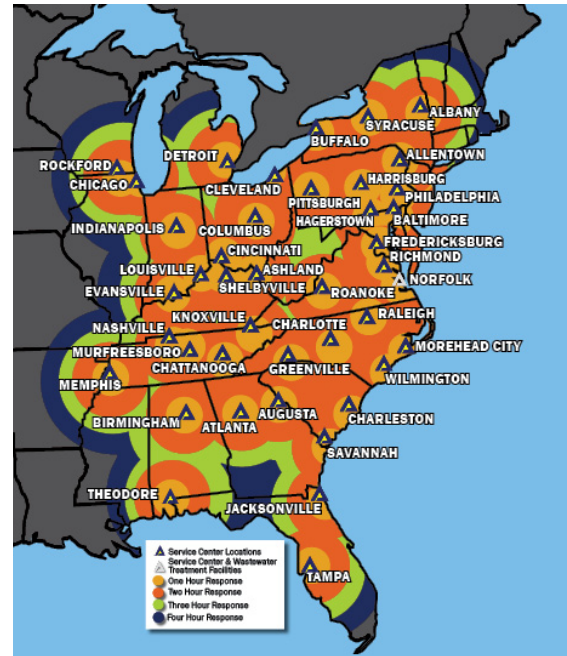 ALBANY
SYRACUSE
BUFFALO
DETROIT
ALLENTOWN
ROCKFORD
CHICAGO
CLEVELAND
HARRISBURG
PITTSBURGH
PHILADELPHIA
HAGERSTOWN
BALTIMORE
INDIANAPOLIS
COLUMBUS
FREDERICKSBURG
CINCINNATI
RICHMOND
LOUISVILLE
ASHLAND
NORFOLK
EVANSVILLE
SHELBYVILLE
ROANOKE
KNOXVILLE
RALEIGH
NASHVILLE
CHARLOTTE
MURFREESBORO
MOREHEAD CITY
CHATTANOOGA
GREENVILLE
MEMPHIS
WILMINGTON
AUGUSTA
BIRMINGHAM
ATLANTA
CHARLESTON
SAVANNAH
THEODORE
JACKSONVILLE
TAMPA
Service Center Locations
Service Center & Wastewater
Treatment Facilities
One Hour Response
Two Hour Response
Three Hour Response
Four Hour Response